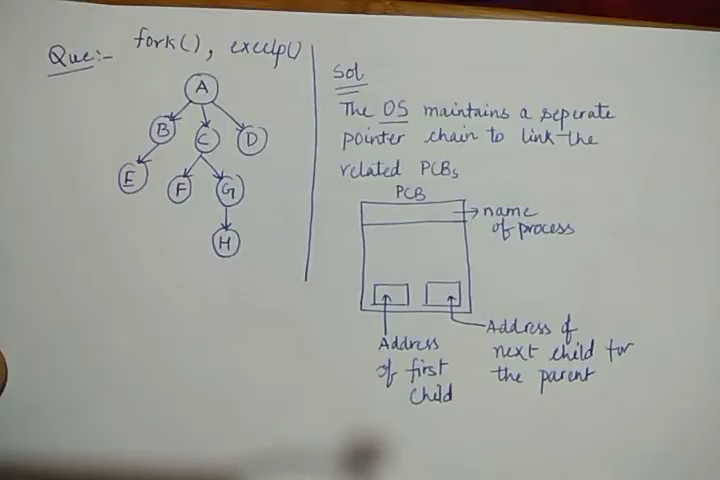 Que:- fork(), execlp()
A
B C D
E F G
H
Sol
The OS maintains a seperate
pointer chain to link the
related PCBs
PCB
name
of process
Address
of first
child
Address of
next child for
the parent